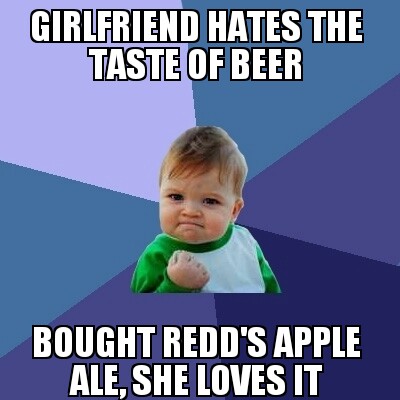 GIRLFRIEND HATES THE
TASTE OF BEER
BOUGHT REDD'S APPLE
ALE, SHE LOVES IT